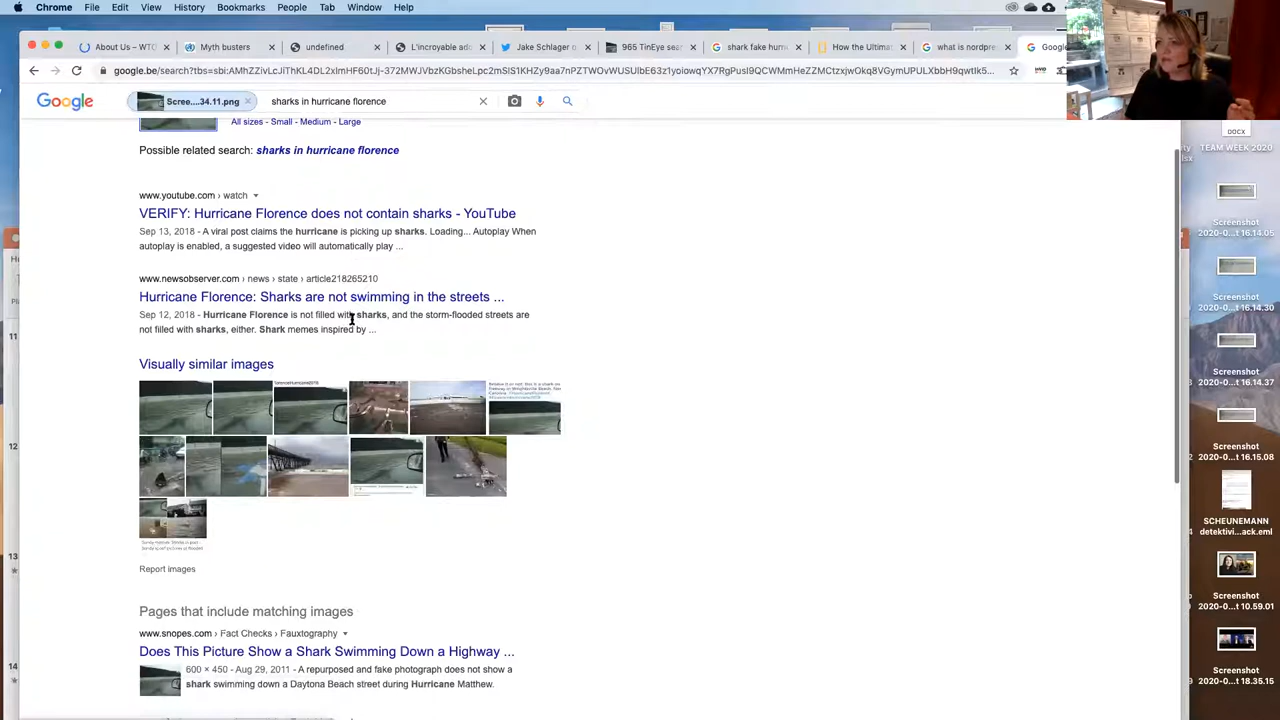 Chrome File Edit View History Bookmarks People Tab Window Help
About Us – WTO
Myth busters
undefined
L'incroyable d
Jake Schlager o
965 TinEye sear
shark fake hum
How the Ultimat
what is nordpre
Goog
google.be/search?tbs=sbi:
Google
Scree....34.11.png
sharks in hurricane florence
All sizes - Small - Medium - Large
Possible related search: sharks in hurricane florence
www.youtube.com › watch
VERIFY: Hurricane Florence does not contain sharks - YouTube
Sep 13, 2018 - A viral post claims the hurricane is picking up sharks. Loading... Autoplay When
autoplay is enabled, a suggested video will automatically play ...
www.newsobserver.com › news › state › article218265210
Hurricane Florence: Sharks are not swimming in the streets ...
Sep 12, 2018 - Hurricane Florence is not filled with sharks, and the storm-flooded streets are
not filled with sharks, either. Shark memes inspired by ...
Visually similar images
Report images
Pages that include matching images
www.snopes.com › Fact Checks › Fauxtography
Does This Picture Show a Shark Swimming Down a Highway ...
600 × 450 - Aug 29, 2011 - A repurposed and fake photograph does not show a
shark swimming down a Daytona Beach street during Hurricane Matthew.
11
12
13
14
DOCX
TEAM WEEK 2020
Screenshot
2020-0...t 16.14.05
Screenshot
2020-0...t 16.14.30
Screenshot
2020-0...t 16.14.37
Screenshot
2020-0...t 16.15.08
SCHEUNEMANN
detektivi...ack.eml
Screenshot
2020-0...t 10.59.01
Screenshot
2020-0...t 18.35.15